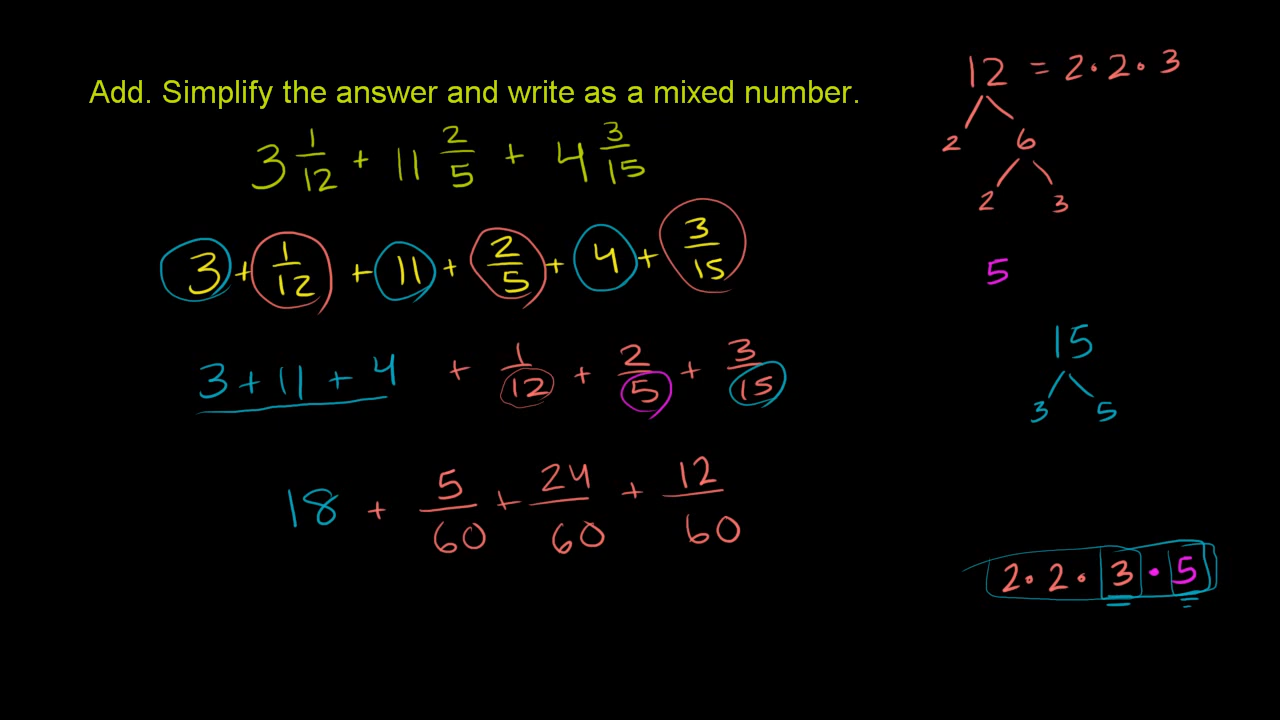 Add. Simplify the answer and write as a mixed number.
3 1/12 + 11 2/5 + 4 3/15
3 + 1/12 + 11 + 2/5 + 4 + 3/15
3 + 11 + 4 + 1/12 + 2/5 + 3/15
18 + 5/60 + 24/60 + 12/60
12 = 2 · 2 · 3
2 6
2 3
5
15
3 5
2 · 2 · 3 · 5